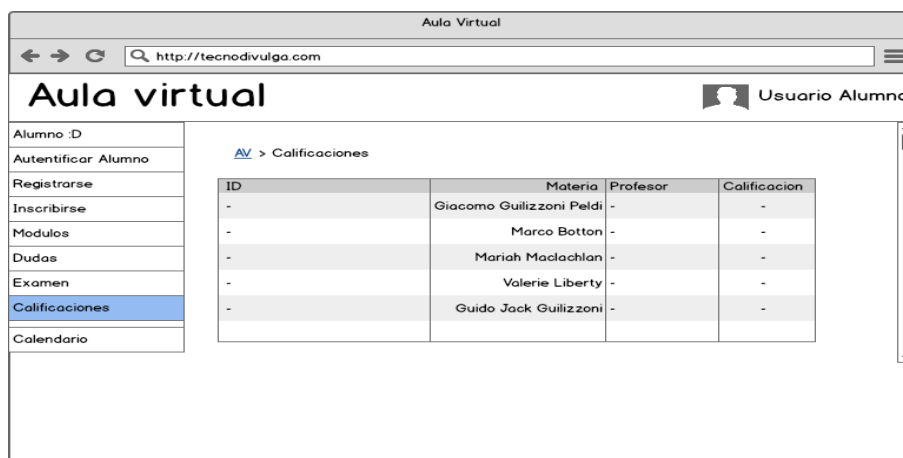 Aula Virtual
http://tecnodivulga.com
Aula virtual
Usuario Alumno
Alumno :D
Autentificar Alumno
Registrarse
Inscribirse
Modulos
Dudas
Examen
Calificaciones
Calendario
AV > Calificaciones
ID Materia Profesor Calificacion
- Giacomo Guilizzoni Peldi - -
- Marco Botton - -
- Mariah Maclachlan - -
- Valerie Liberty - -
- Guido Jack Guilizzoni - -